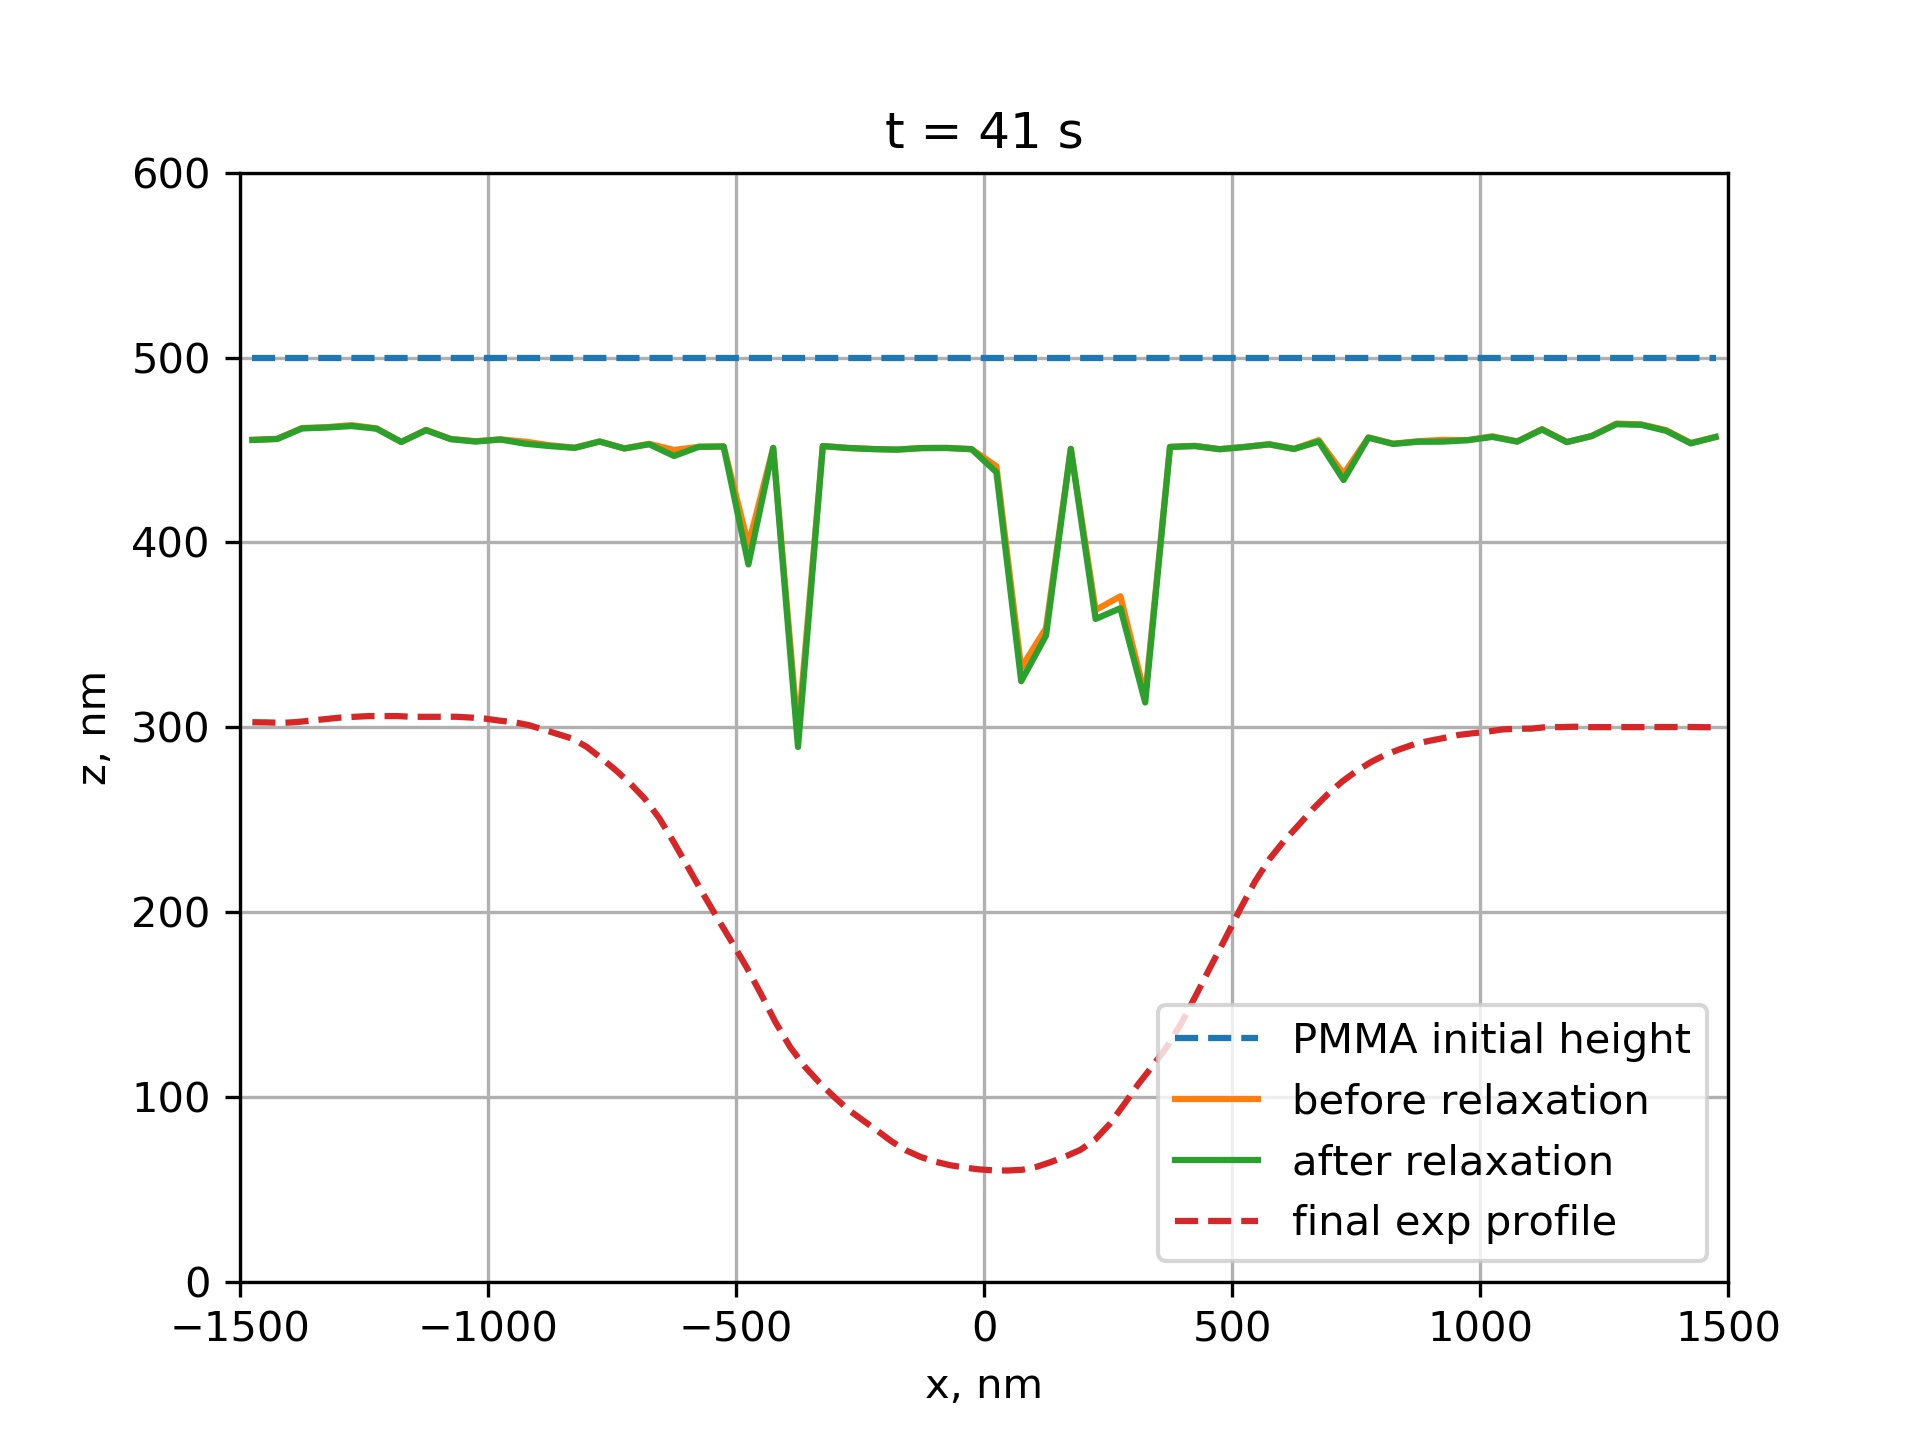 t = 41 s
600
500
400
300
200
100
0
z, nm
−1500 −1000 −500 0 500 1000 1500
x, nm
PMMA initial height
before relaxation
after relaxation
final exp profile